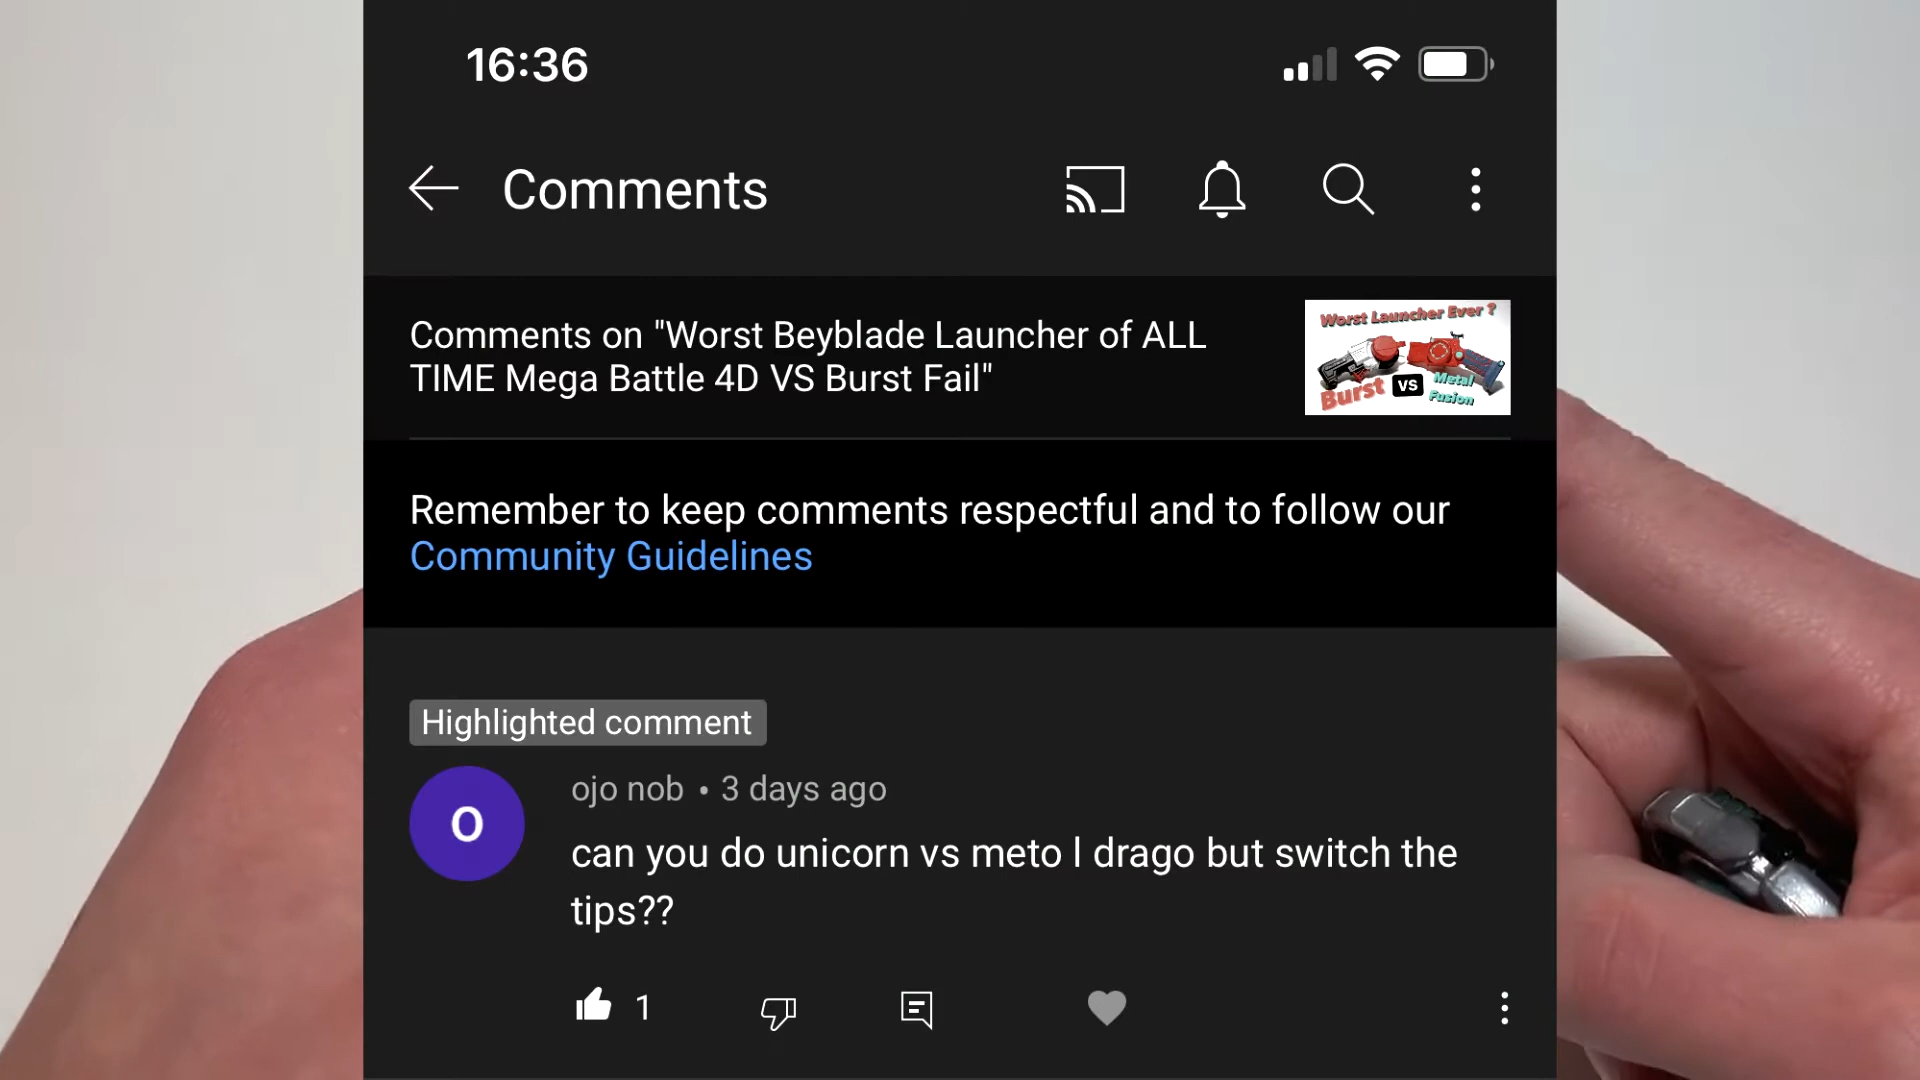 16:36
Comments
Comments on "Worst Beyblade Launcher of ALL
TIME Mega Battle 4D VS Burst Fail"
Worst Launcher Ever ?
Burst
VS
Metal
Fusion
Remember to keep comments respectful and to follow our
Community Guidelines
Highlighted comment
O
ojo nob • 3 days ago
can you do unicorn vs meto l drago but switch the
tips??
1